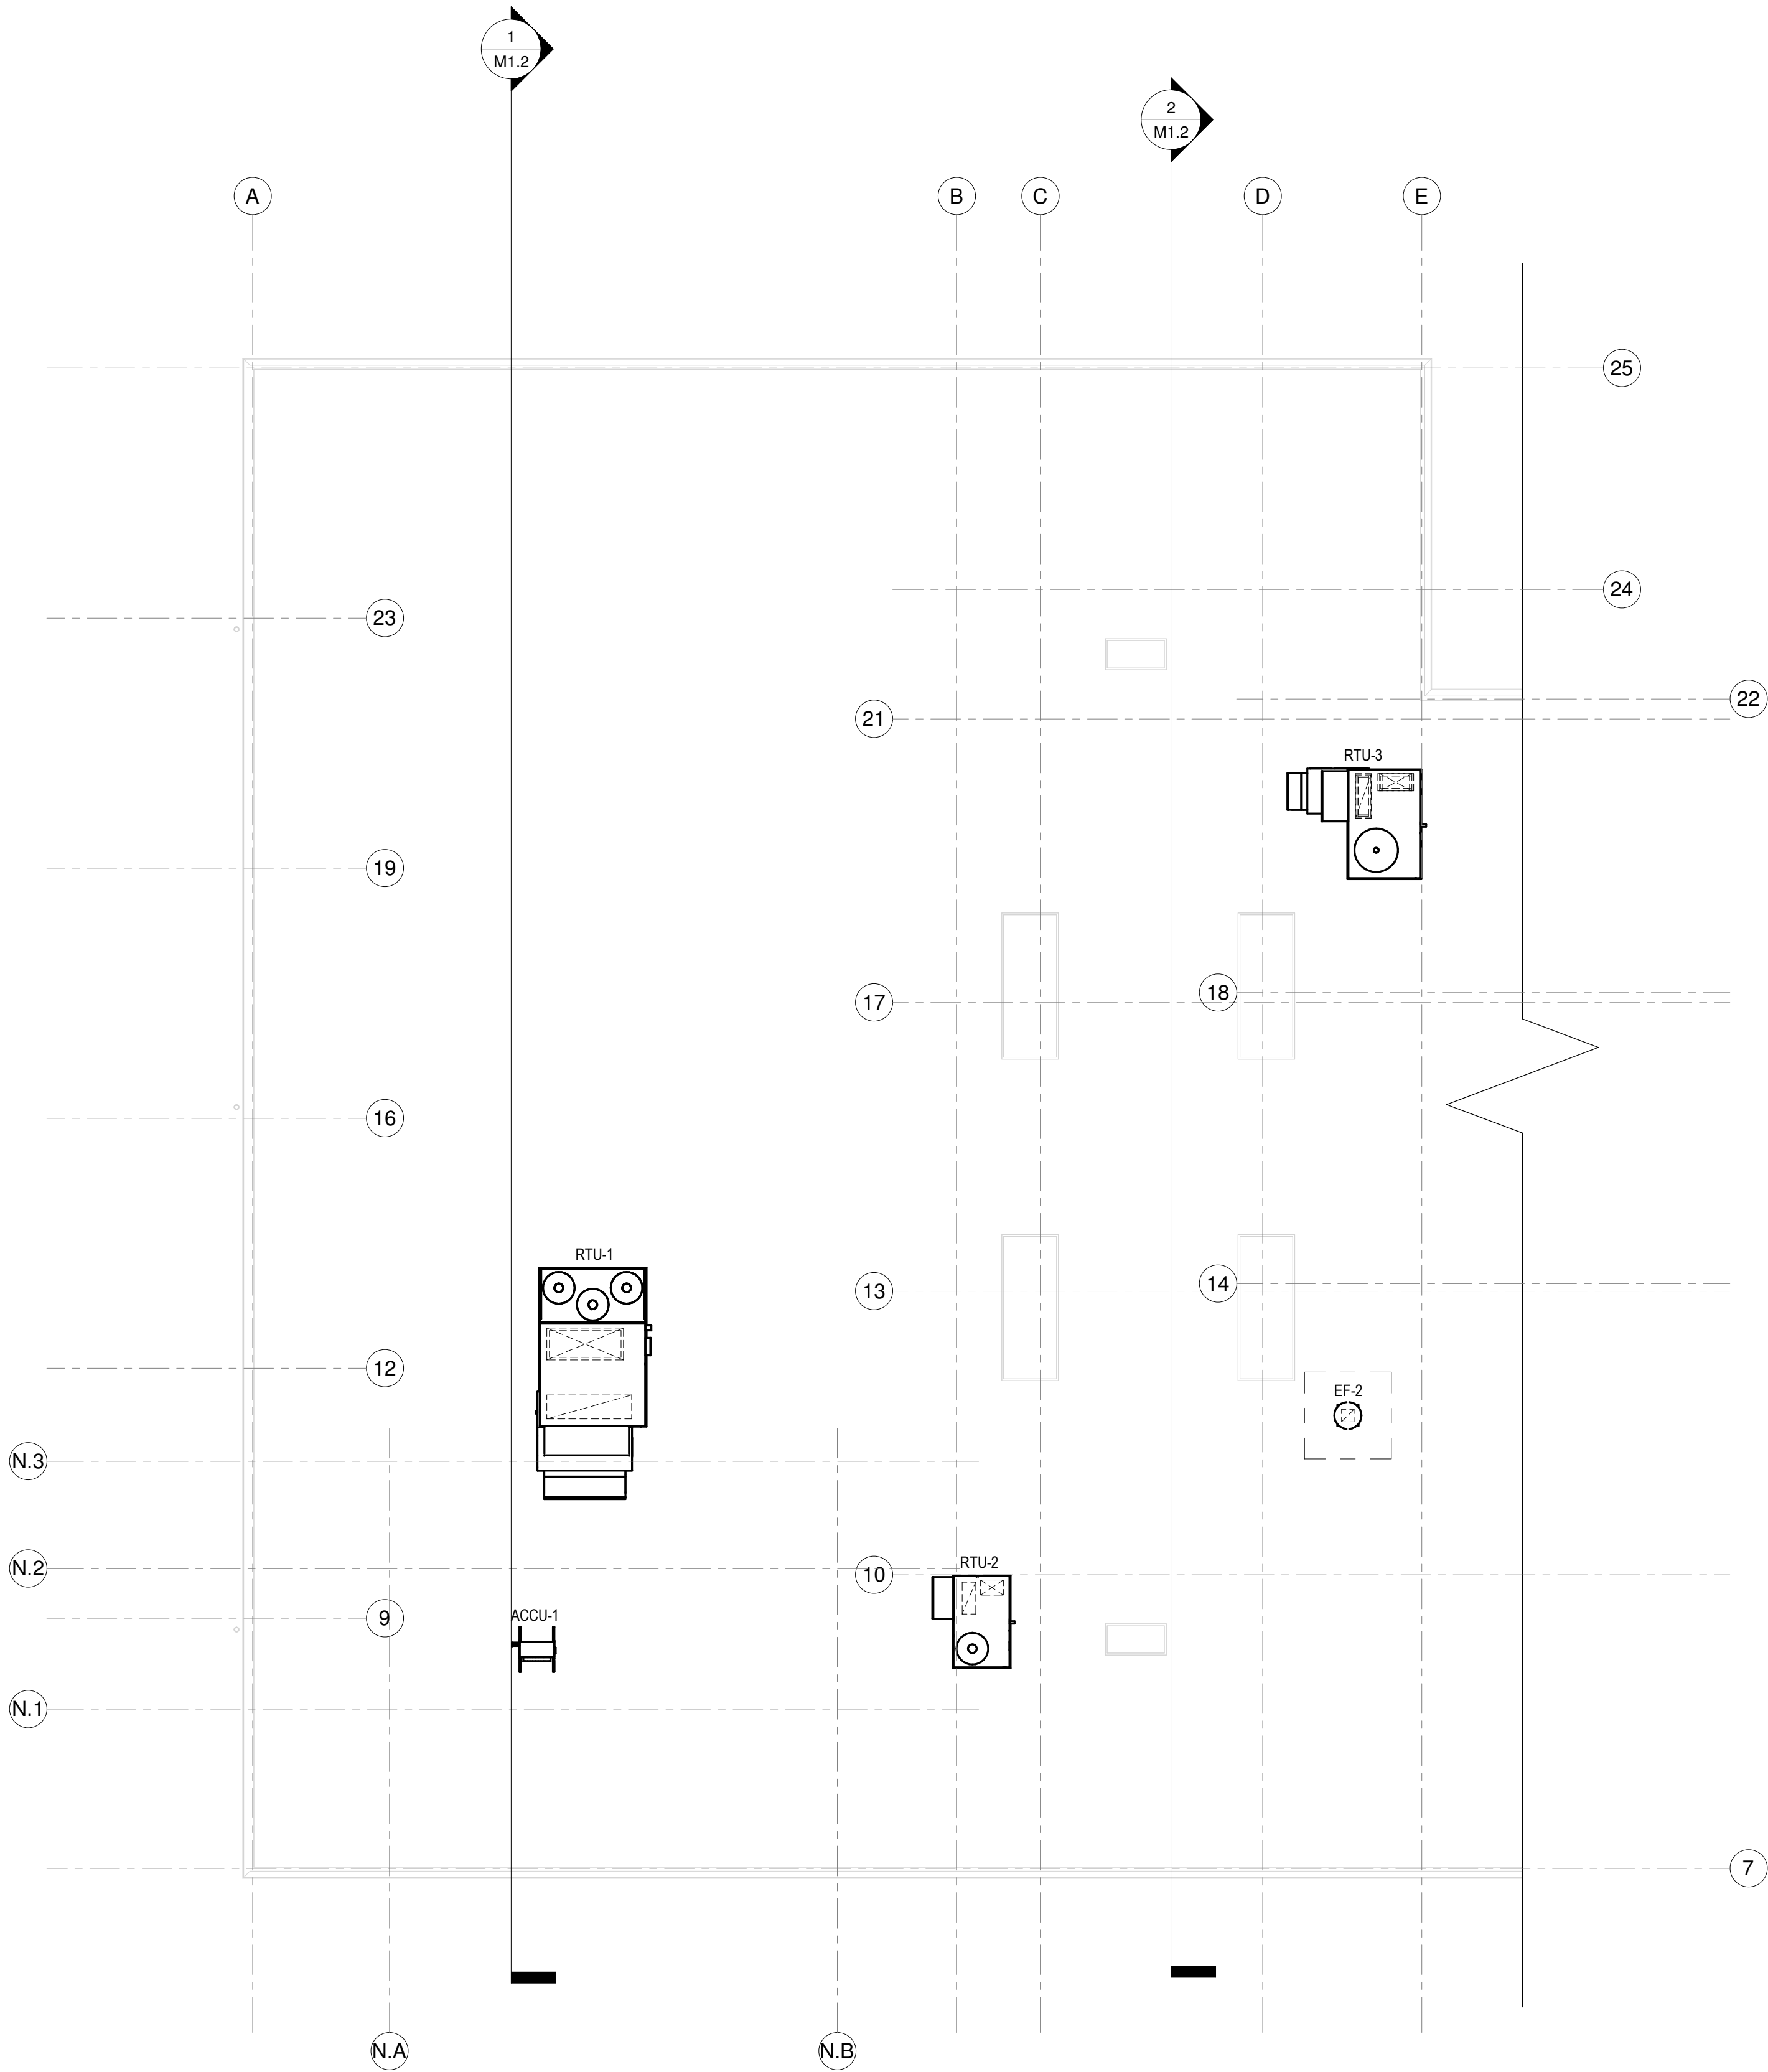 1
M1.2
2
M1.2
A
B
C
D
E
25
24
23
22
21
RTU-3
19
18
17
16
RTU-1
14
13
12
EF-2
N.3
RTU-2
N.2
10
ACCU-1
9
N.1
7
N.A
N.B